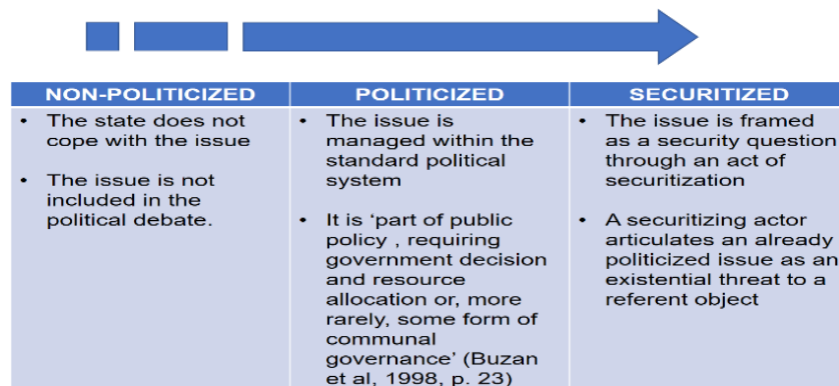 NON-POLITICIZED
POLITICIZED
SECURITIZED
• The state does not
cope with the issue
• The issue is not
included in the
political debate.
• The issue is
managed within the
standard political
system
• It is ‘part of public
policy , requiring
government decision
and resource
allocation or, more
rarely, some form of
communal
governance’ (Buzan
et al, 1998, p. 23)
• The issue is framed
as a security question
through an act of
securitization
• A securitizing actor
articulates an already
politicized issue as an
existential threat to a
referent object